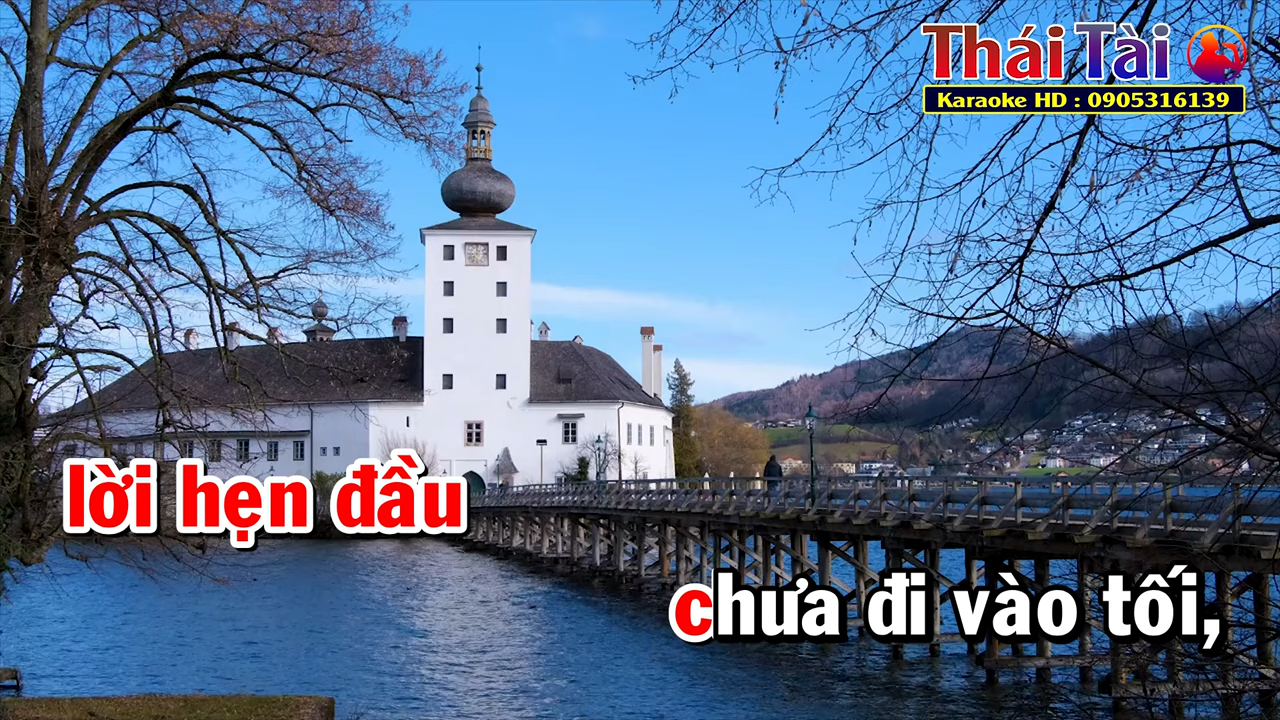 Thái Tài
Karaoke HD : 0905316139
lời hẹn đầu
chưa đi vào tối,